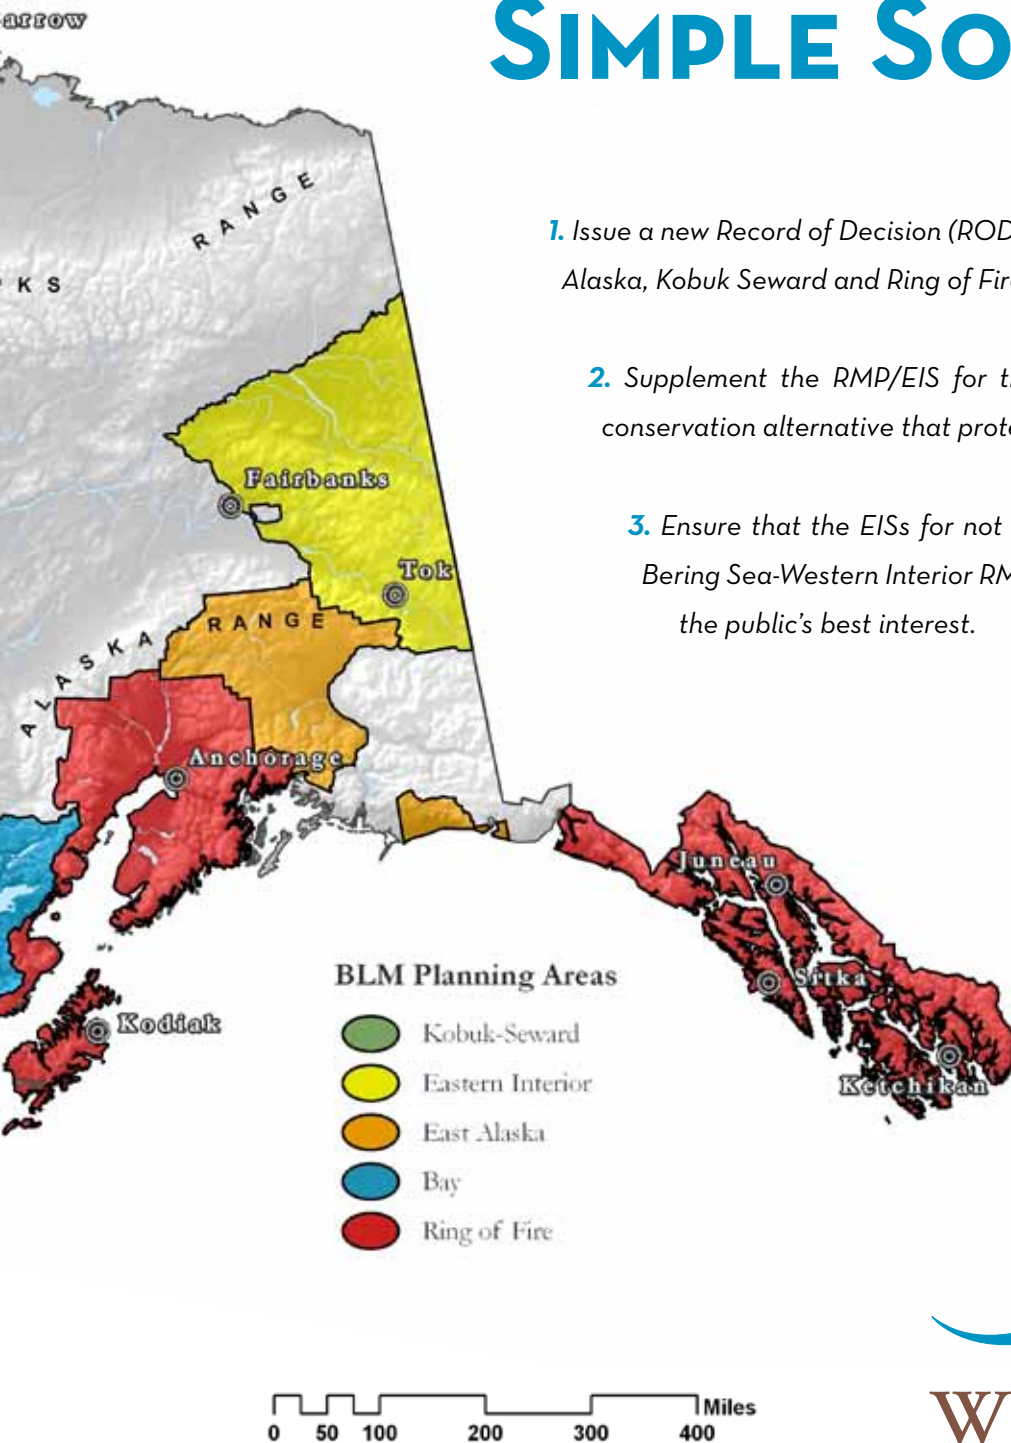 arrow
SIMPLE SO
RANGE
KS
1. Issue a new Record of Decision (ROD
Alaska, Kobuk Seward and Ring of Fir
2. Supplement the RMP/EIS for t
conservation alternative that prot
3. Ensure that the EISs for not
Bering Sea-Western Interior RM
the public's best interest.
Fairbanks
Tok
RANGE
ALASKA
Anchorage
Juneau
Sitka
Kodiak
Ketchikan
BLM Planning Areas
Kobuk-Seward
Eastern Interior
East Alaska
Bay
Ring of Fire
Miles
0 50 100 200 300 400
W